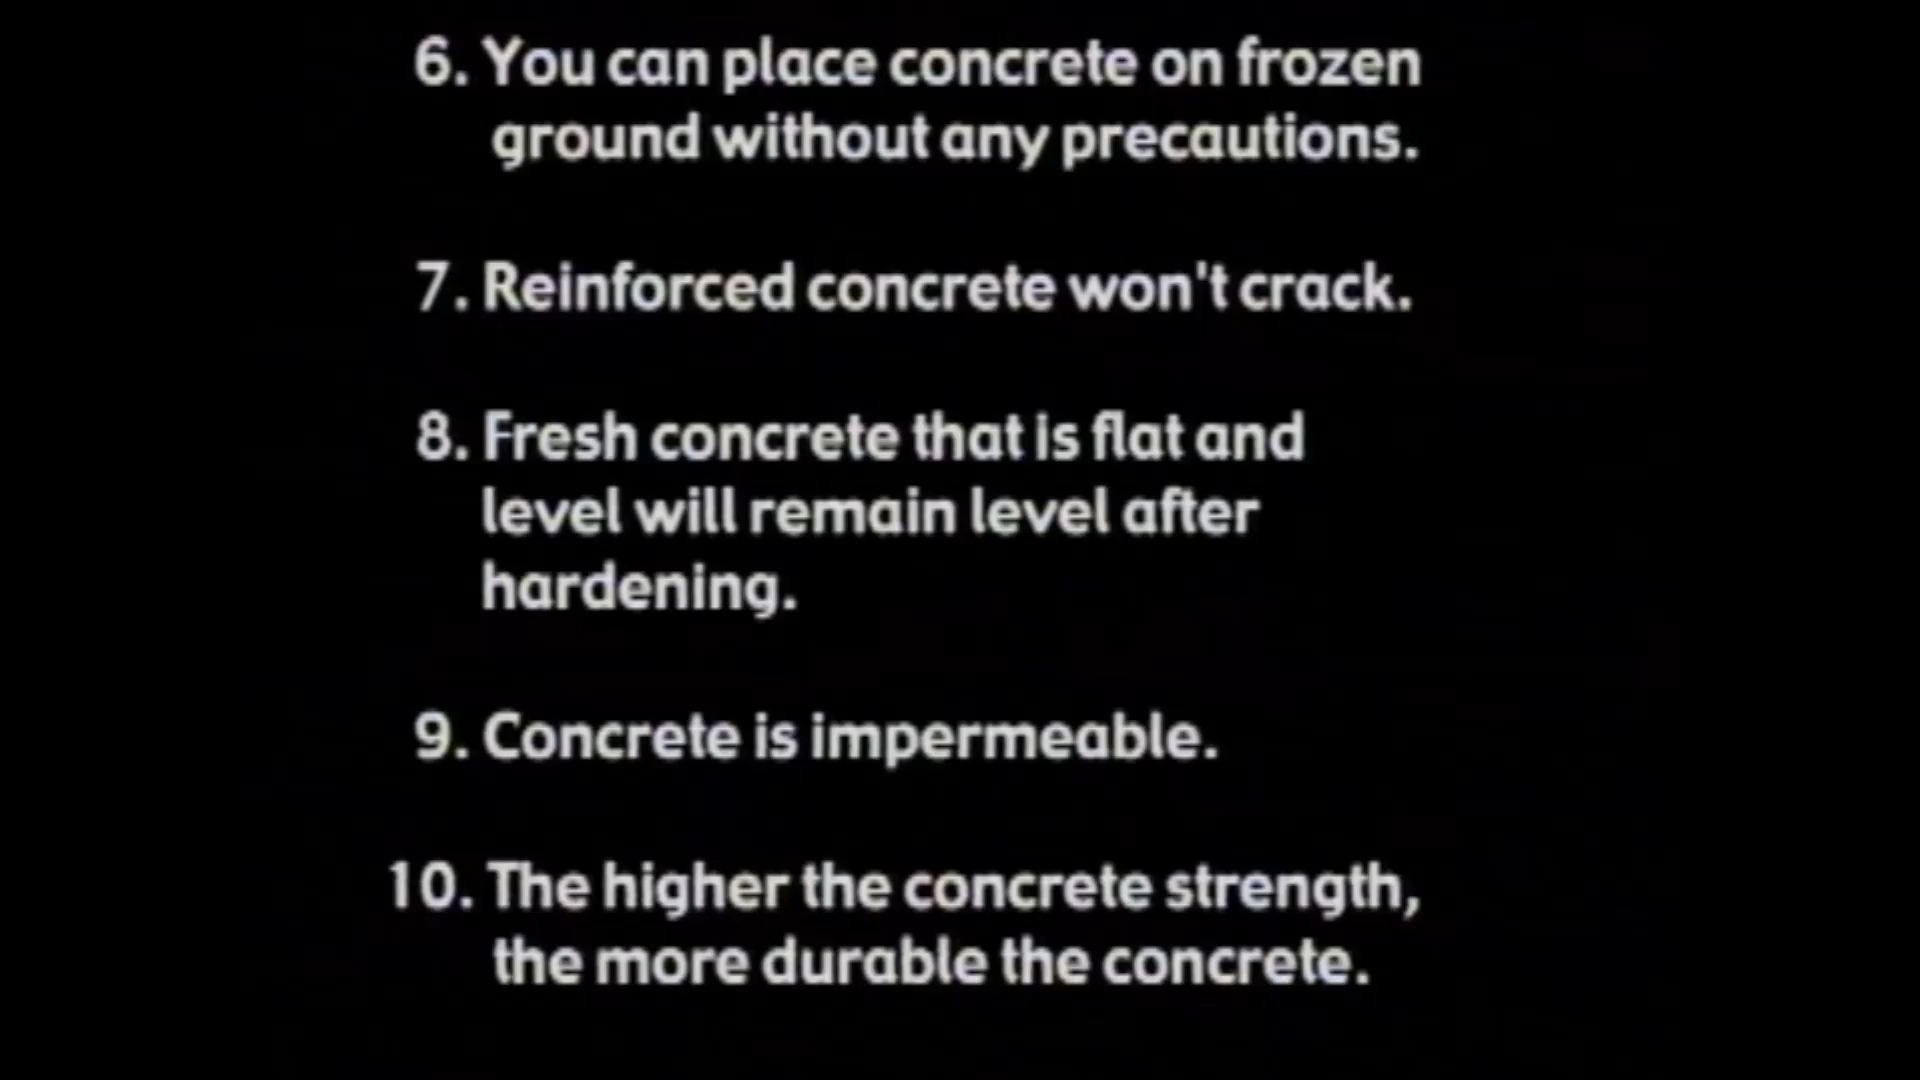 6. You can place concrete on frozen
ground without any precautions.
7. Reinforced concrete won't crack.
8. Fresh concrete that is flat and
level will remain level after
hardening.
9. Concrete is impermeable.
10. The higher the concrete strength,
the more durable the concrete.